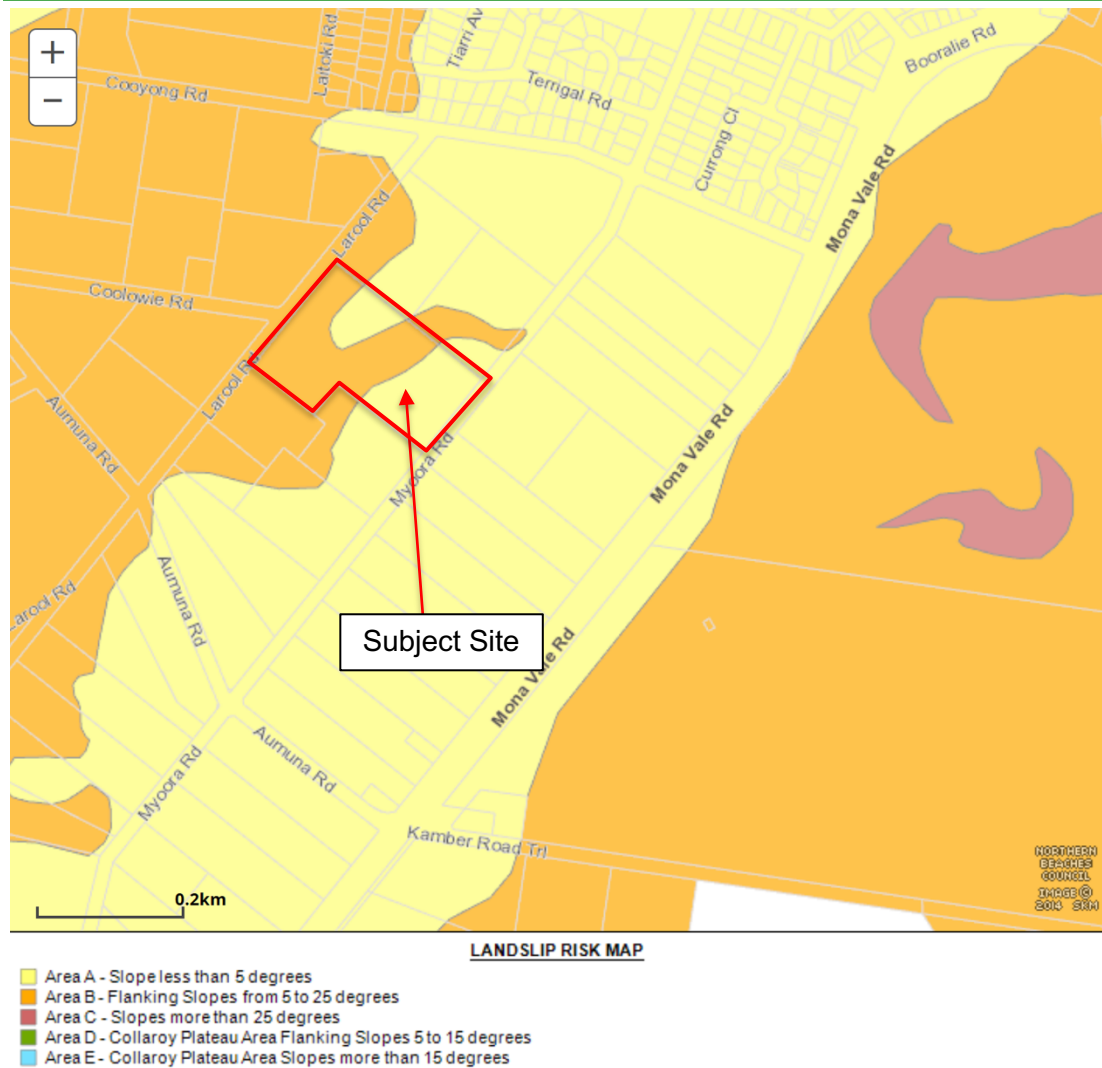 +
−
Laitoki Rd
Tiarri Av
Booralie Rd
Cooyong Rd
Terrigal Rd
Currong Cl
Mona Vale Rd
Larool Rd
Coolowie Rd
Larool Rd
Aumuna Rd
Mona Vale Rd
Myoora Rd
Aumuna Rd
arool Rd
Subject Site
Mona Vale Rd
Aumuna Rd
Myoora Rd
Kamber Road Trl
NORTHERN
BEACHES
COUNCIL
IMAGE ©
2014 SKM
0.2km
LANDSLIP RISK MAP
Area A - Slope less than 5 degrees
Area B - Flanking Slopes from 5 to 25 degrees
Area C - Slopes more than 25 degrees
Area D - Collaroy Plateau Area Flanking Slopes 5 to 15 degrees
Area E - Collaroy Plateau Area Slopes more than 15 degrees